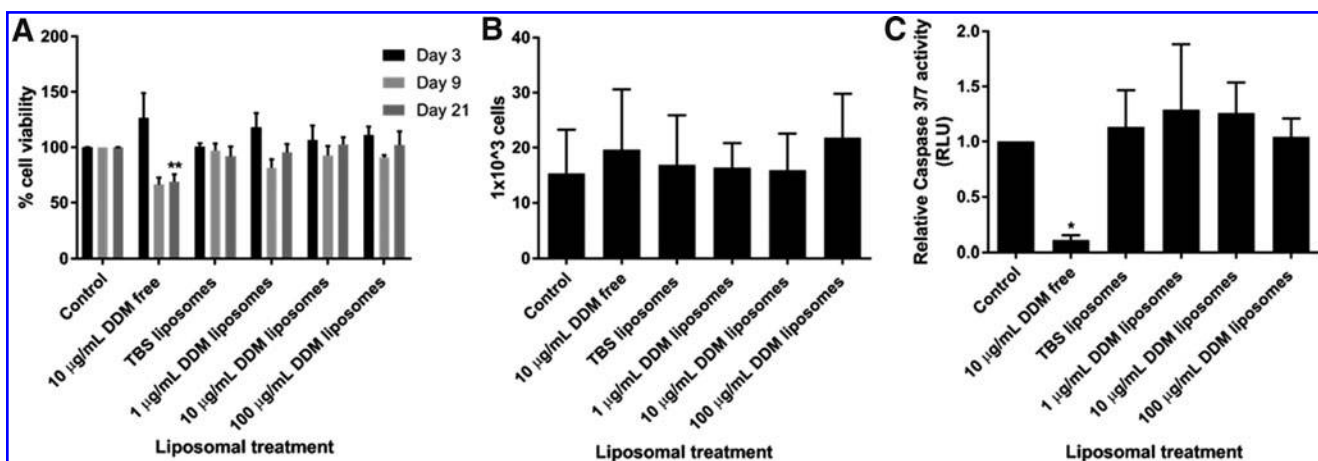 A
% cell viability
200
150
100
50
0
Day 3
Day 9
Day 21
**
Control
10 µg/mL DDM free
TBS liposomes
1 µg/mL DDM liposomes
10 µg/mL DDM liposomes
100 µg/mL DDM liposomes
Liposomal treatment
B
1x10^3 cells
40
30
20
10
0
Control
10 µg/mL DDM free
TBS liposomes
1 µg/mL DDM liposomes
10 µg/mL DDM liposomes
100 µg/mL DDM liposomes
Liposomal treatment
C
Relative Caspase 3/7 activity
(RLU)
2.0
1.5
1.0
0.5
0.0
*
Control
10 µg/mL DDM free
TBS liposomes
1 µg/mL DDM liposomes
10 µg/mL DDM liposomes
100 µg/mL DDM liposomes
Liposomal treatment